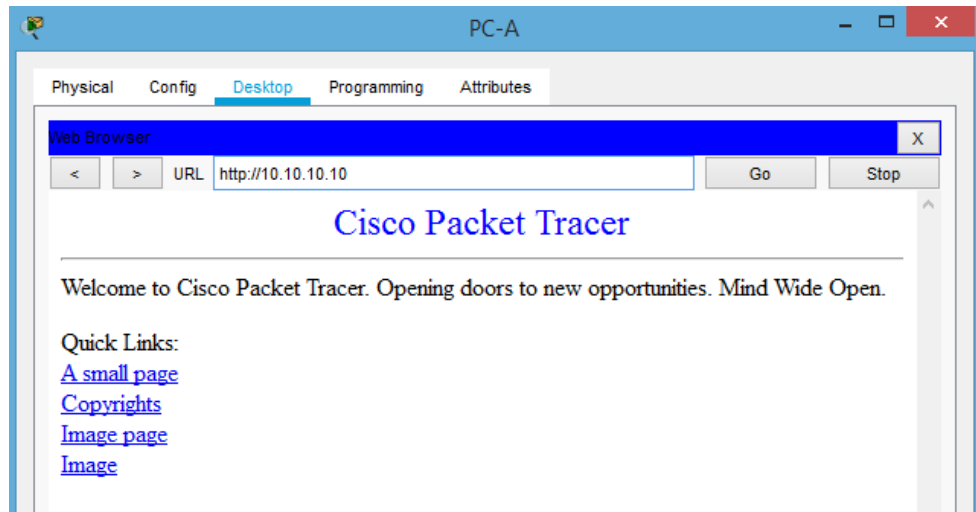 PC-A
Physical Config Desktop Programming Attributes
Web Browser X
< > URL http://10.10.10.10 Go Stop
Cisco Packet Tracer
Welcome to Cisco Packet Tracer. Opening doors to new opportunities. Mind Wide Open.
Quick Links:
A small page
Copyrights
Image page
Image